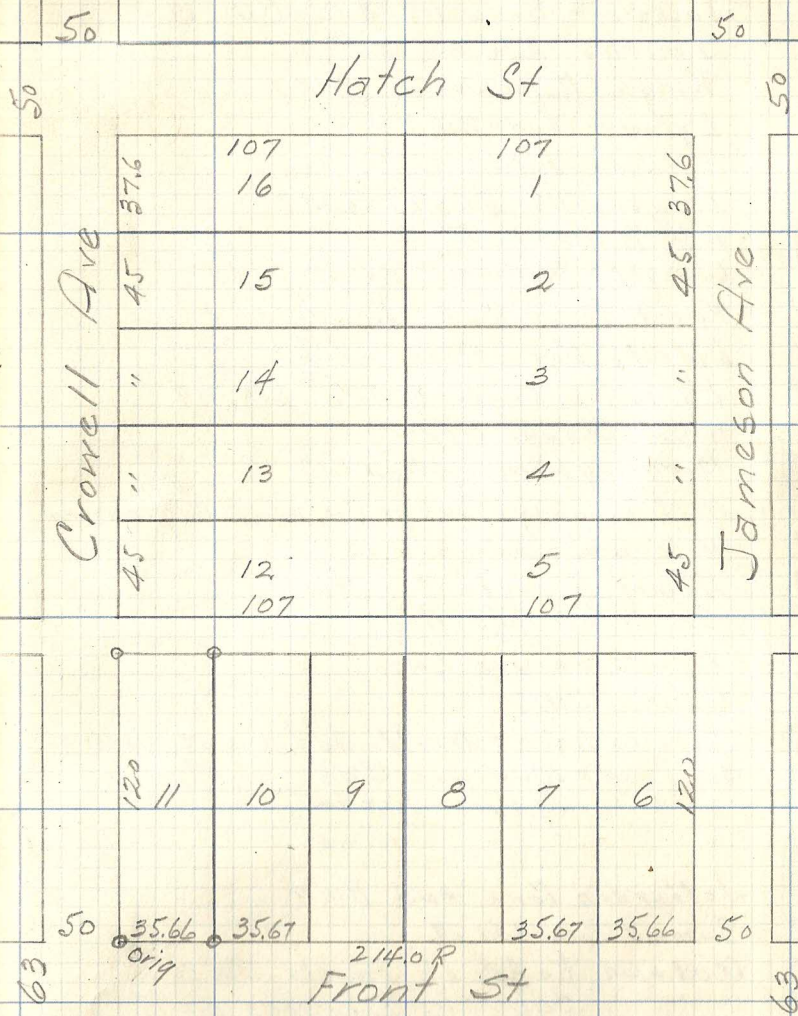 50 50
50 Hatch St 50
37.6 107 107 37.6
16 1
Crowell Ave
45 15 2 45
Jameson Ave
" 14 3 "
" 13 4 "
45 12 5 45
107 107
120 11 10 9 8 7 6 120
50 35.66 35.67 35.67 35.66 50
Orig 214.0 R
63 Front St 63